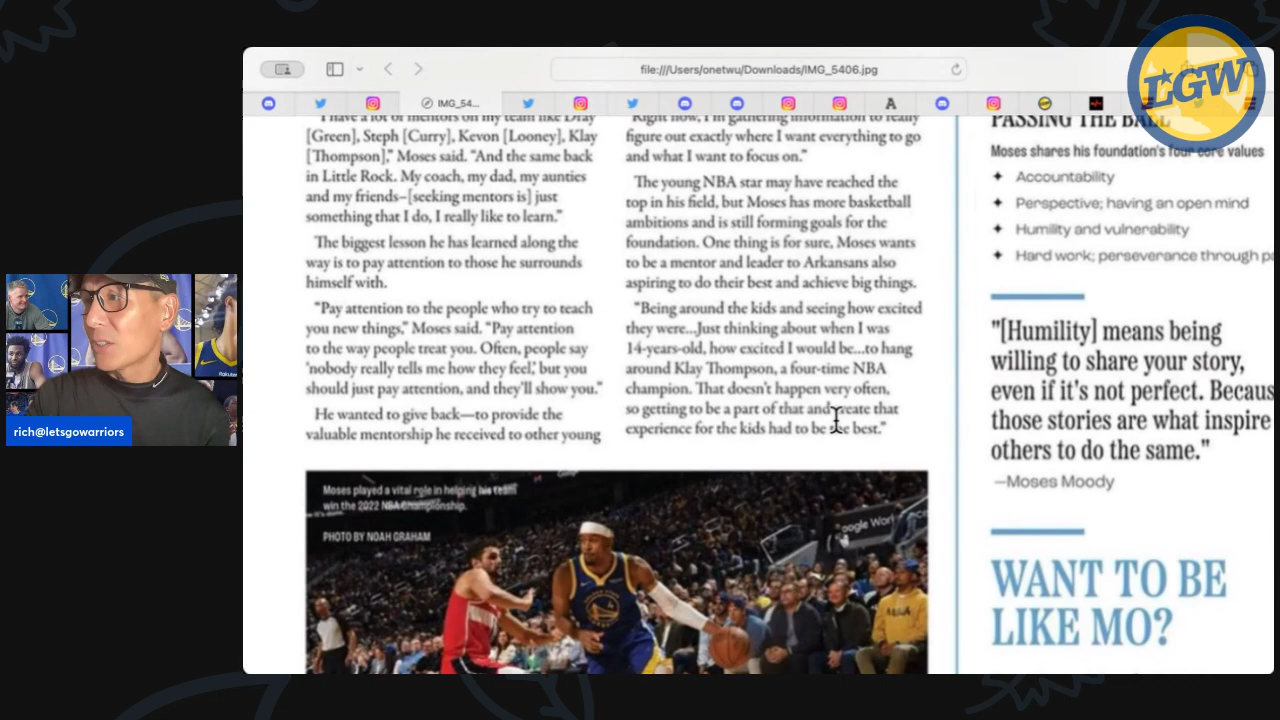 file:///Users/onetwu/Downloads/IMG_5406.jpg
LGW
IMG_54...
A
"I have a lot of mentors on my team like Dray
[Green], Steph [Curry], Kevon [Looney], Klay
[Thompson]," Moses said. "And the same back
in Little Rock. My coach, my dad, my aunties
and my friends–[seeking mentors is] just
something that I do, I really like to learn."
The biggest lesson he has learned along the
way is to pay attention to those he surrounds
himself with.
"Pay attention to the people who try to teach
you new things," Moses said. "Pay attention
to the way people treat you. Often, people say
'nobody really tells me how they feel,' but you
should just pay attention, and they'll show you."
He wanted to give back—to provide the
valuable mentorship he received to other young
"Right now, I'm gathering information to really
figure out exactly where I want everything to go
and what I want to focus on."
The young NBA star may have reached the
top in his field, but Moses has more basketball
ambitions and is still forming goals for the
foundation. One thing is for sure, Moses wants
to be a mentor and leader to Arkansans also
aspiring to do their best and achieve big things.
"Being around the kids and seeing how excited
they were...Just thinking about when I was
14-years-old, how excited I would be...to hang
around Klay Thompson, a four-time NBA
champion. That doesn't happen very often,
so getting to be a part of that and create that
experience for the kids had to be the best."
Moses played a vital role in helping his team
win the 2022 NBA championship.
PHOTO BY NOAH GRAHAM
PASSING THE BALL
Moses shares his foundation's four core values
✦ Accountability
✦ Perspective; having an open mind
✦ Humility and vulnerability
✦ Hard work; perseverance through pa
"[Humility] means being
willing to share your story,
even if it's not perfect. Becaus
those stories are what inspire
others to do the same."
—Moses Moody
WANT TO BE
LIKE MO?
rich@letsgowarriors